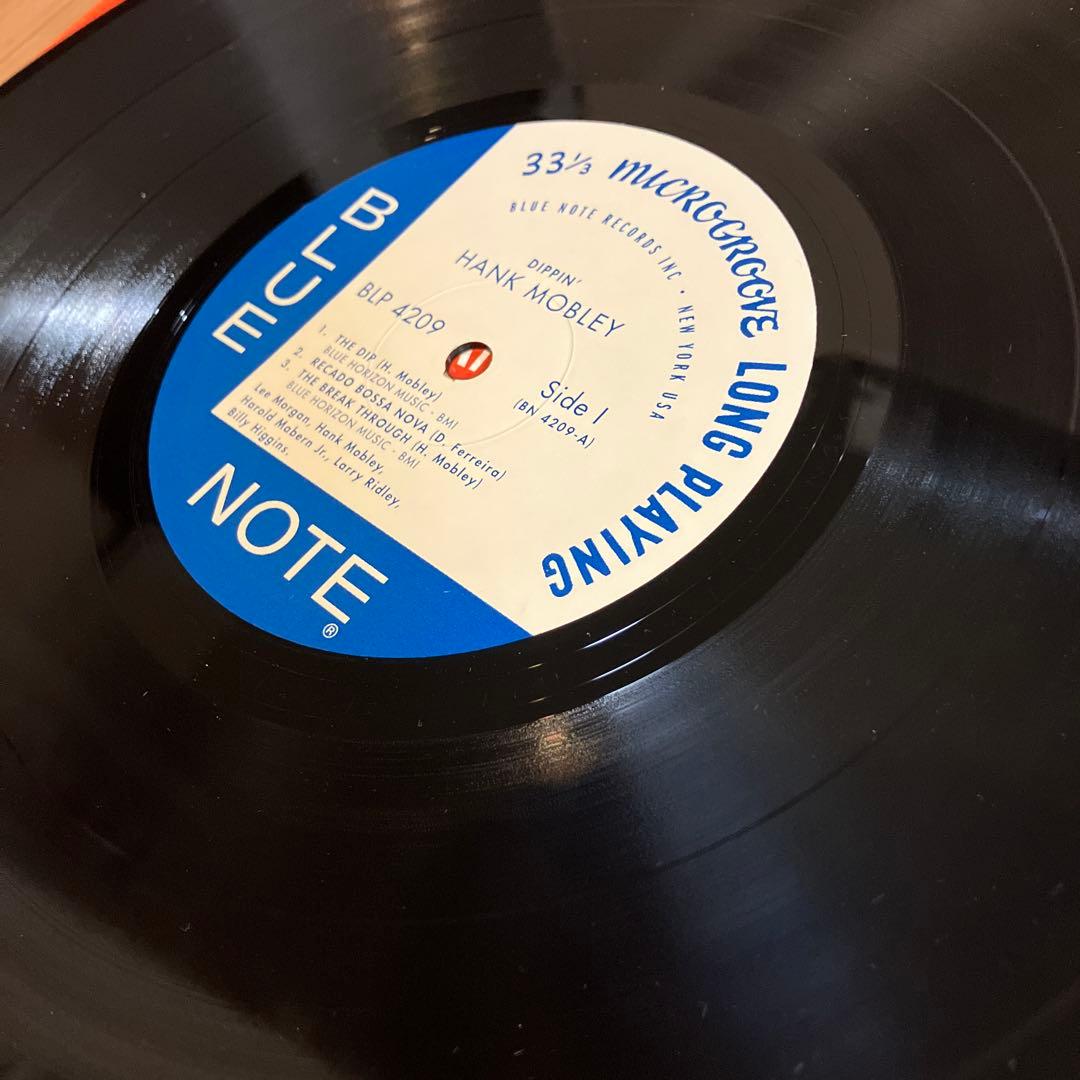 33⅓ MICROGROOVE LONG PLAYING
BLUE NOTE RECORDS INC • NEW YORK USA
BLUE
NOTE
®
DIPPIN'
HANK MOBLEY
BLP 4209
Side 1
(BN 4209-A)
1. THE DIP (H. Mobley)
BLUE HORIZON MUSIC - BMI
2. RECADO BOSSA NOVA (D. Ferreira)
3. THE BREAK THROUGH (H. Mobley)
BLUE HORIZON MUSIC - BMI
Lee Morgan, Hank Mobley,
Harold Mabern Jr., Larry Ridley,
Billy Higgins.